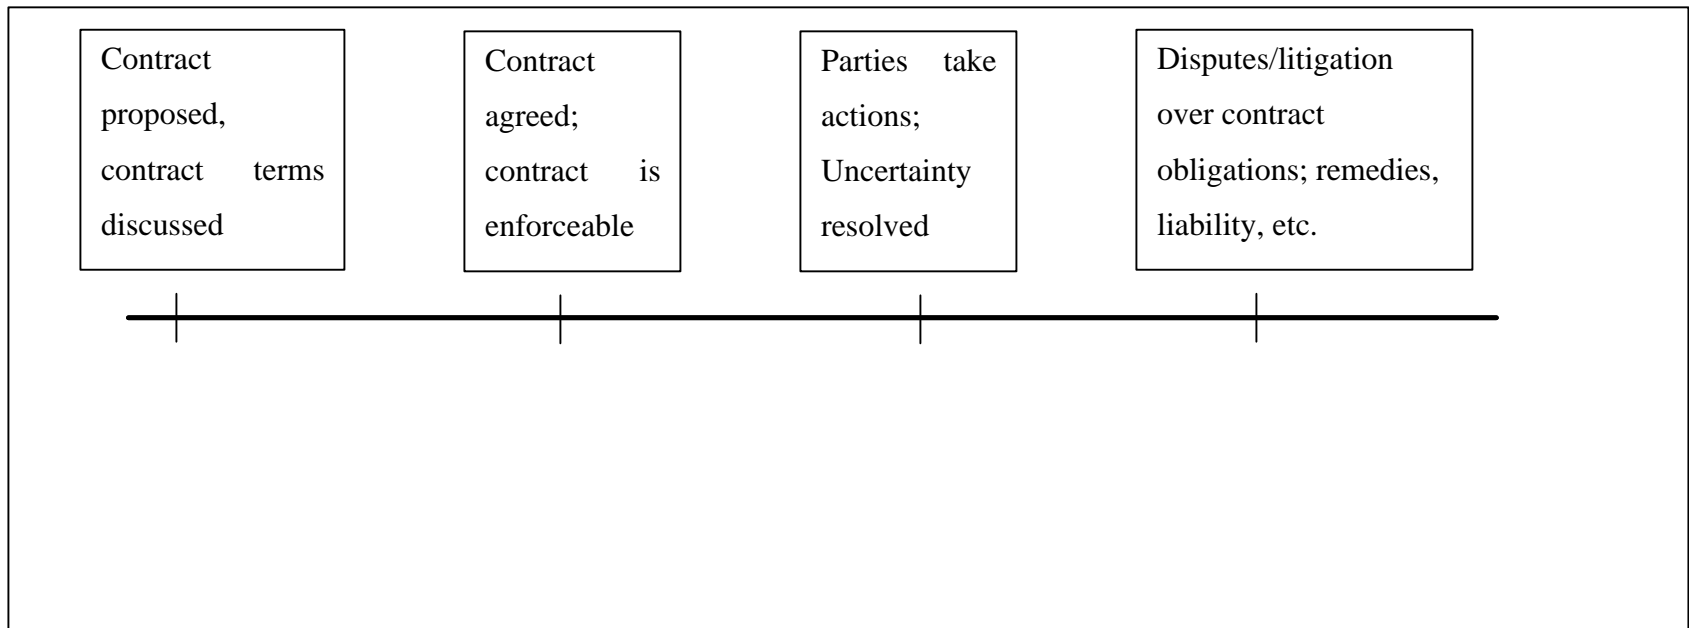 Contract
proposed,
contract terms
discussed
Contract
agreed;
contract is
enforceable
Parties take
actions;
Uncertainty
resolved
Disputes/litigation
over contract
obligations; remedies,
liability, etc.